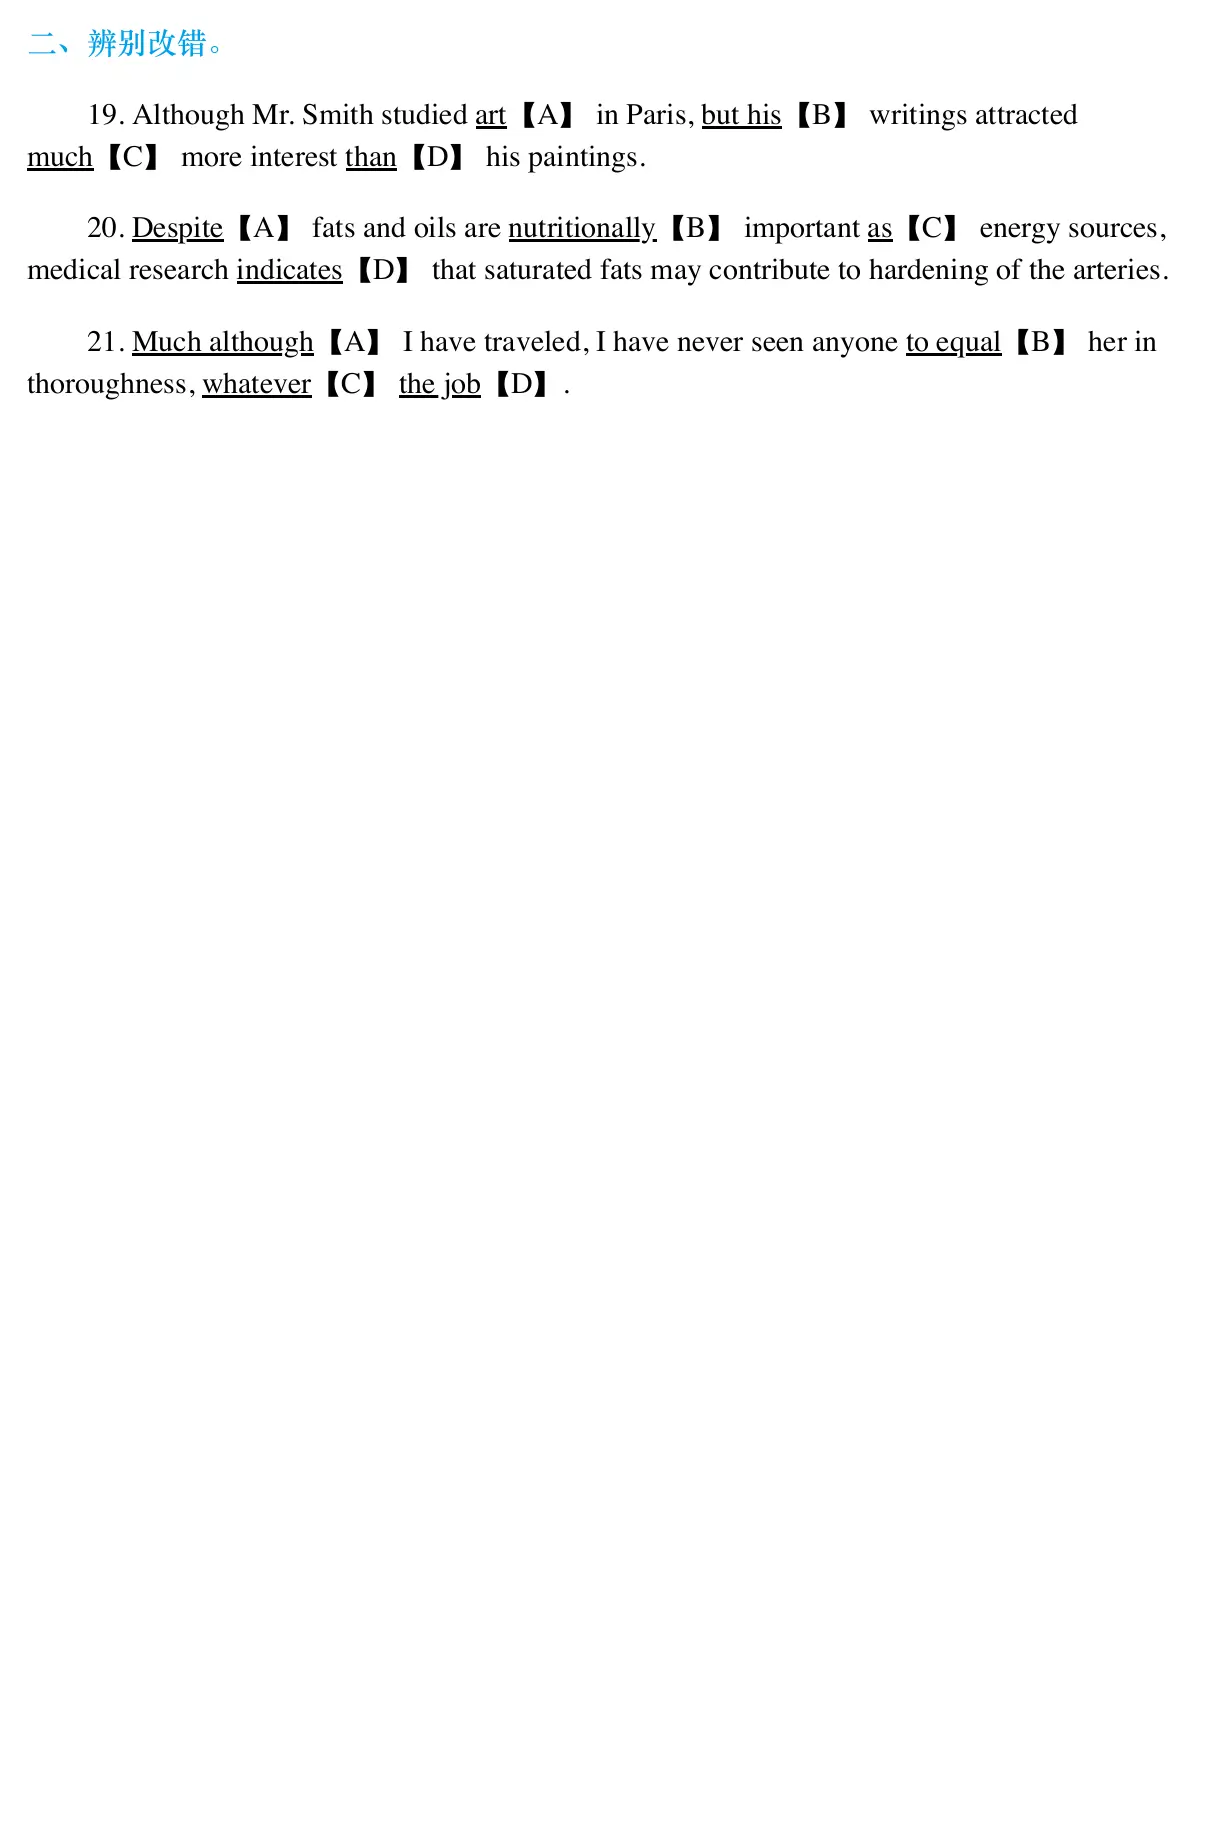 二、辨别改错。
19. Although Mr. Smith studied art【A】 in Paris, but his【B】 writings attracted
much【C】 more interest than【D】 his paintings.
20. Despite【A】 fats and oils are nutritionally【B】 important as【C】 energy sources,
medical research indicates【D】 that saturated fats may contribute to hardening of the arteries.
21. Much although【A】 I have traveled, I have never seen anyone to equal【B】 her in
thoroughness, whatever【C】 the job【D】.